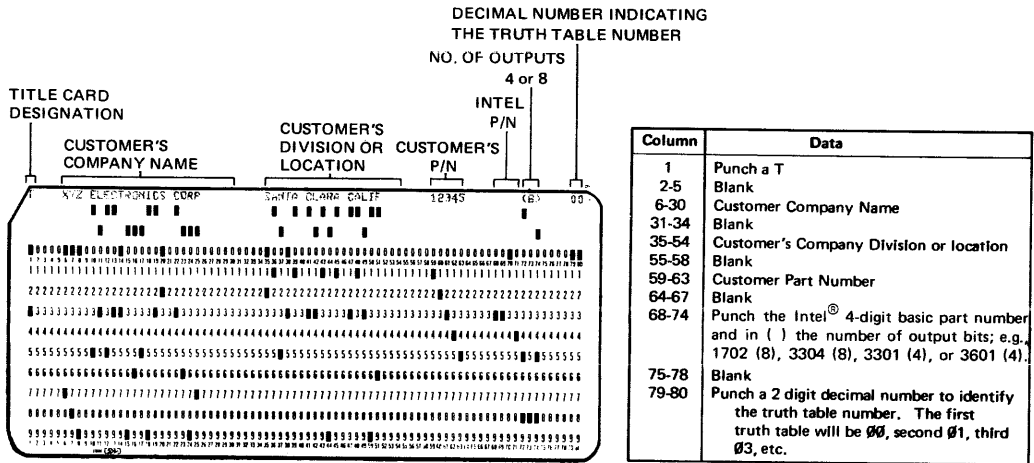 DECIMAL NUMBER INDICATING
THE TRUTH TABLE NUMBER
NO. OF OUTPUTS
4 or 8
INTEL
P/N
TITLE CARD
DESIGNATION
CUSTOMER'S
COMPANY NAME
CUSTOMER'S
DIVISION OR
LOCATION
CUSTOMER'S
P/N
T XYZ ELECTRONICS CORP SANTA CLARA CALIF 12345 (8) 00
Column Data
1 Punch a T
2-5 Blank
6-30 Customer Company Name
31-34 Blank
35-54 Customer's Company Division or location
55-58 Blank
59-63 Customer Part Number
64-67 Blank
68-74 Punch the Intel® 4-digit basic part number
and in ( ) the number of output bits; e.g.,
1702 (8), 3304 (8), 3301 (4), or 3601 (4).
75-78 Blank
79-80 Punch a 2 digit decimal number to identify
the truth table number. The first
truth table will be ØØ, second Ø1, third
Ø3, etc.